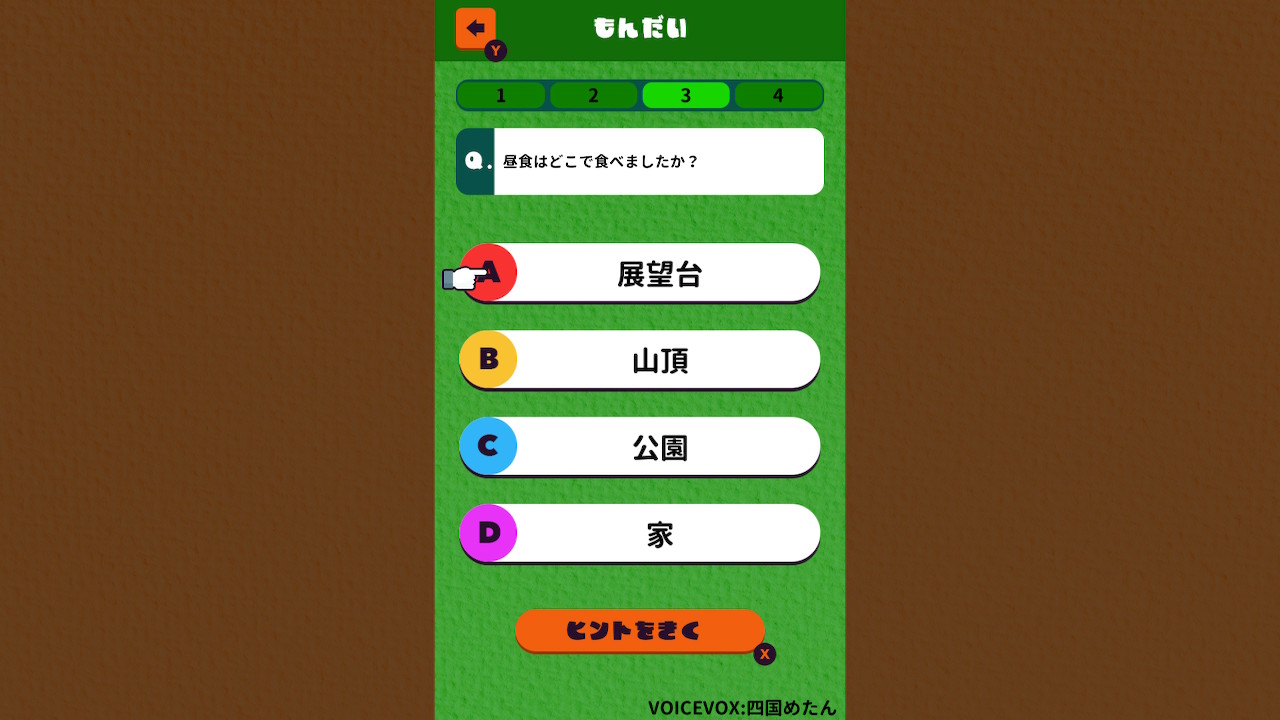 もんだい
Y
1 2 3 4
Q. 昼食はどこで食べましたか？
A 展望台
B 山頂
C 公園
D 家
ヒントをきく
X
VOICEVOX:四国めたん